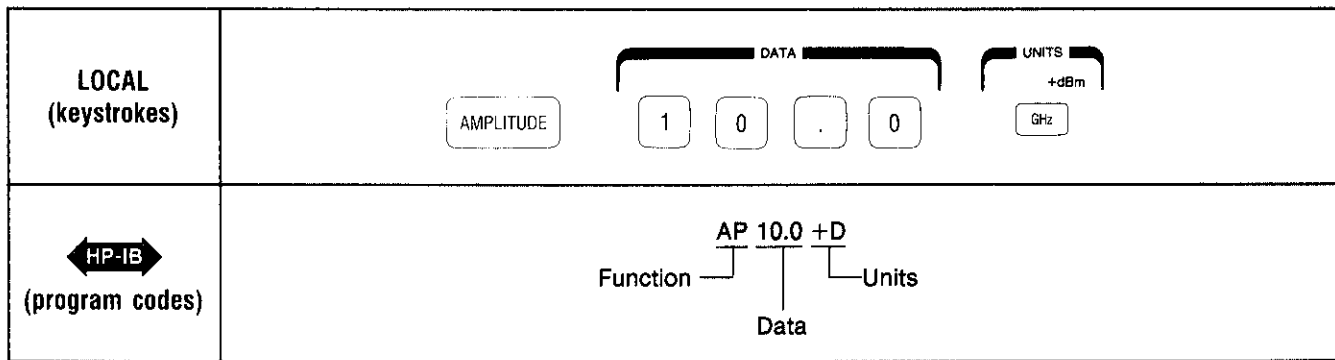 LOCAL
(keystrokes)
DATA
UNITS
+dBm
AMPLITUDE
1
0
.
0
GHz
HP-IB
(program codes)
AP 10.0 +D
Function
Units
Data